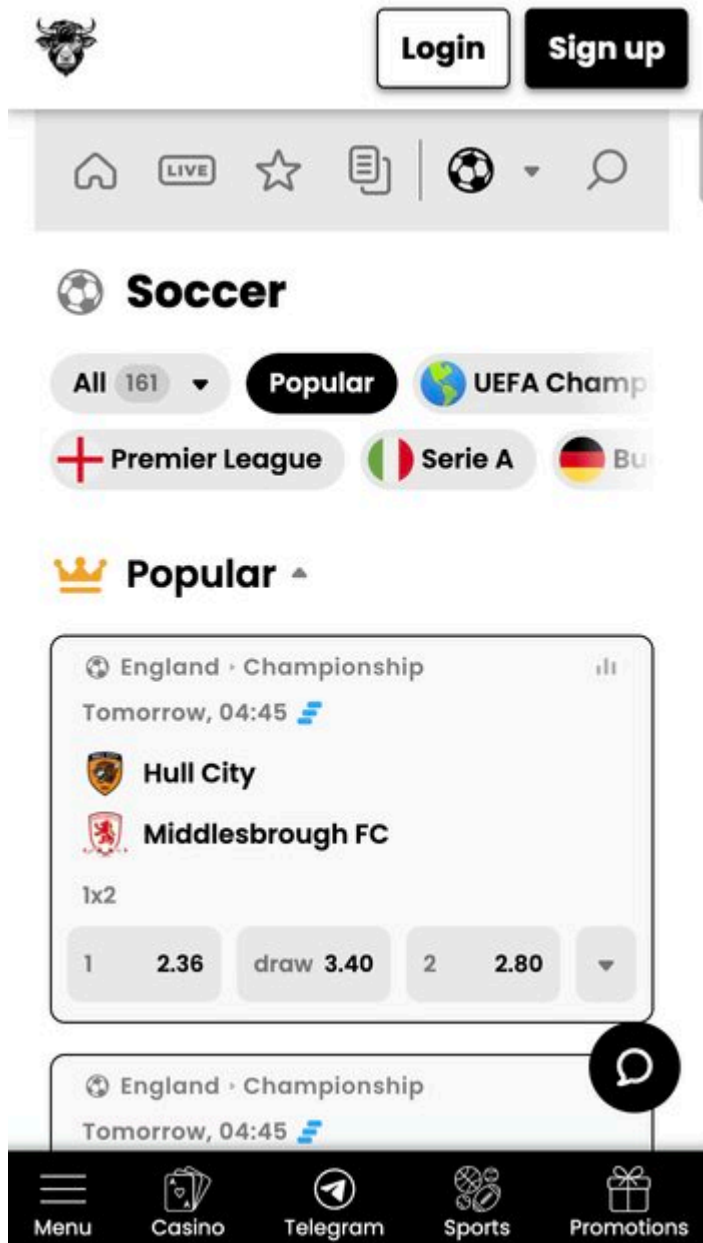 Login Sign up
LIVE
Soccer
All 161 Popular UEFA Champ
Premier League Serie A Bu
Popular
England Championship
Tomorrow, 04:45
Hull City
Middlesbrough FC
1x2
1 2.36 draw 3.40 2 2.80
England Championship
Tomorrow, 04:45
Menu Casino Telegram Sports Promotions